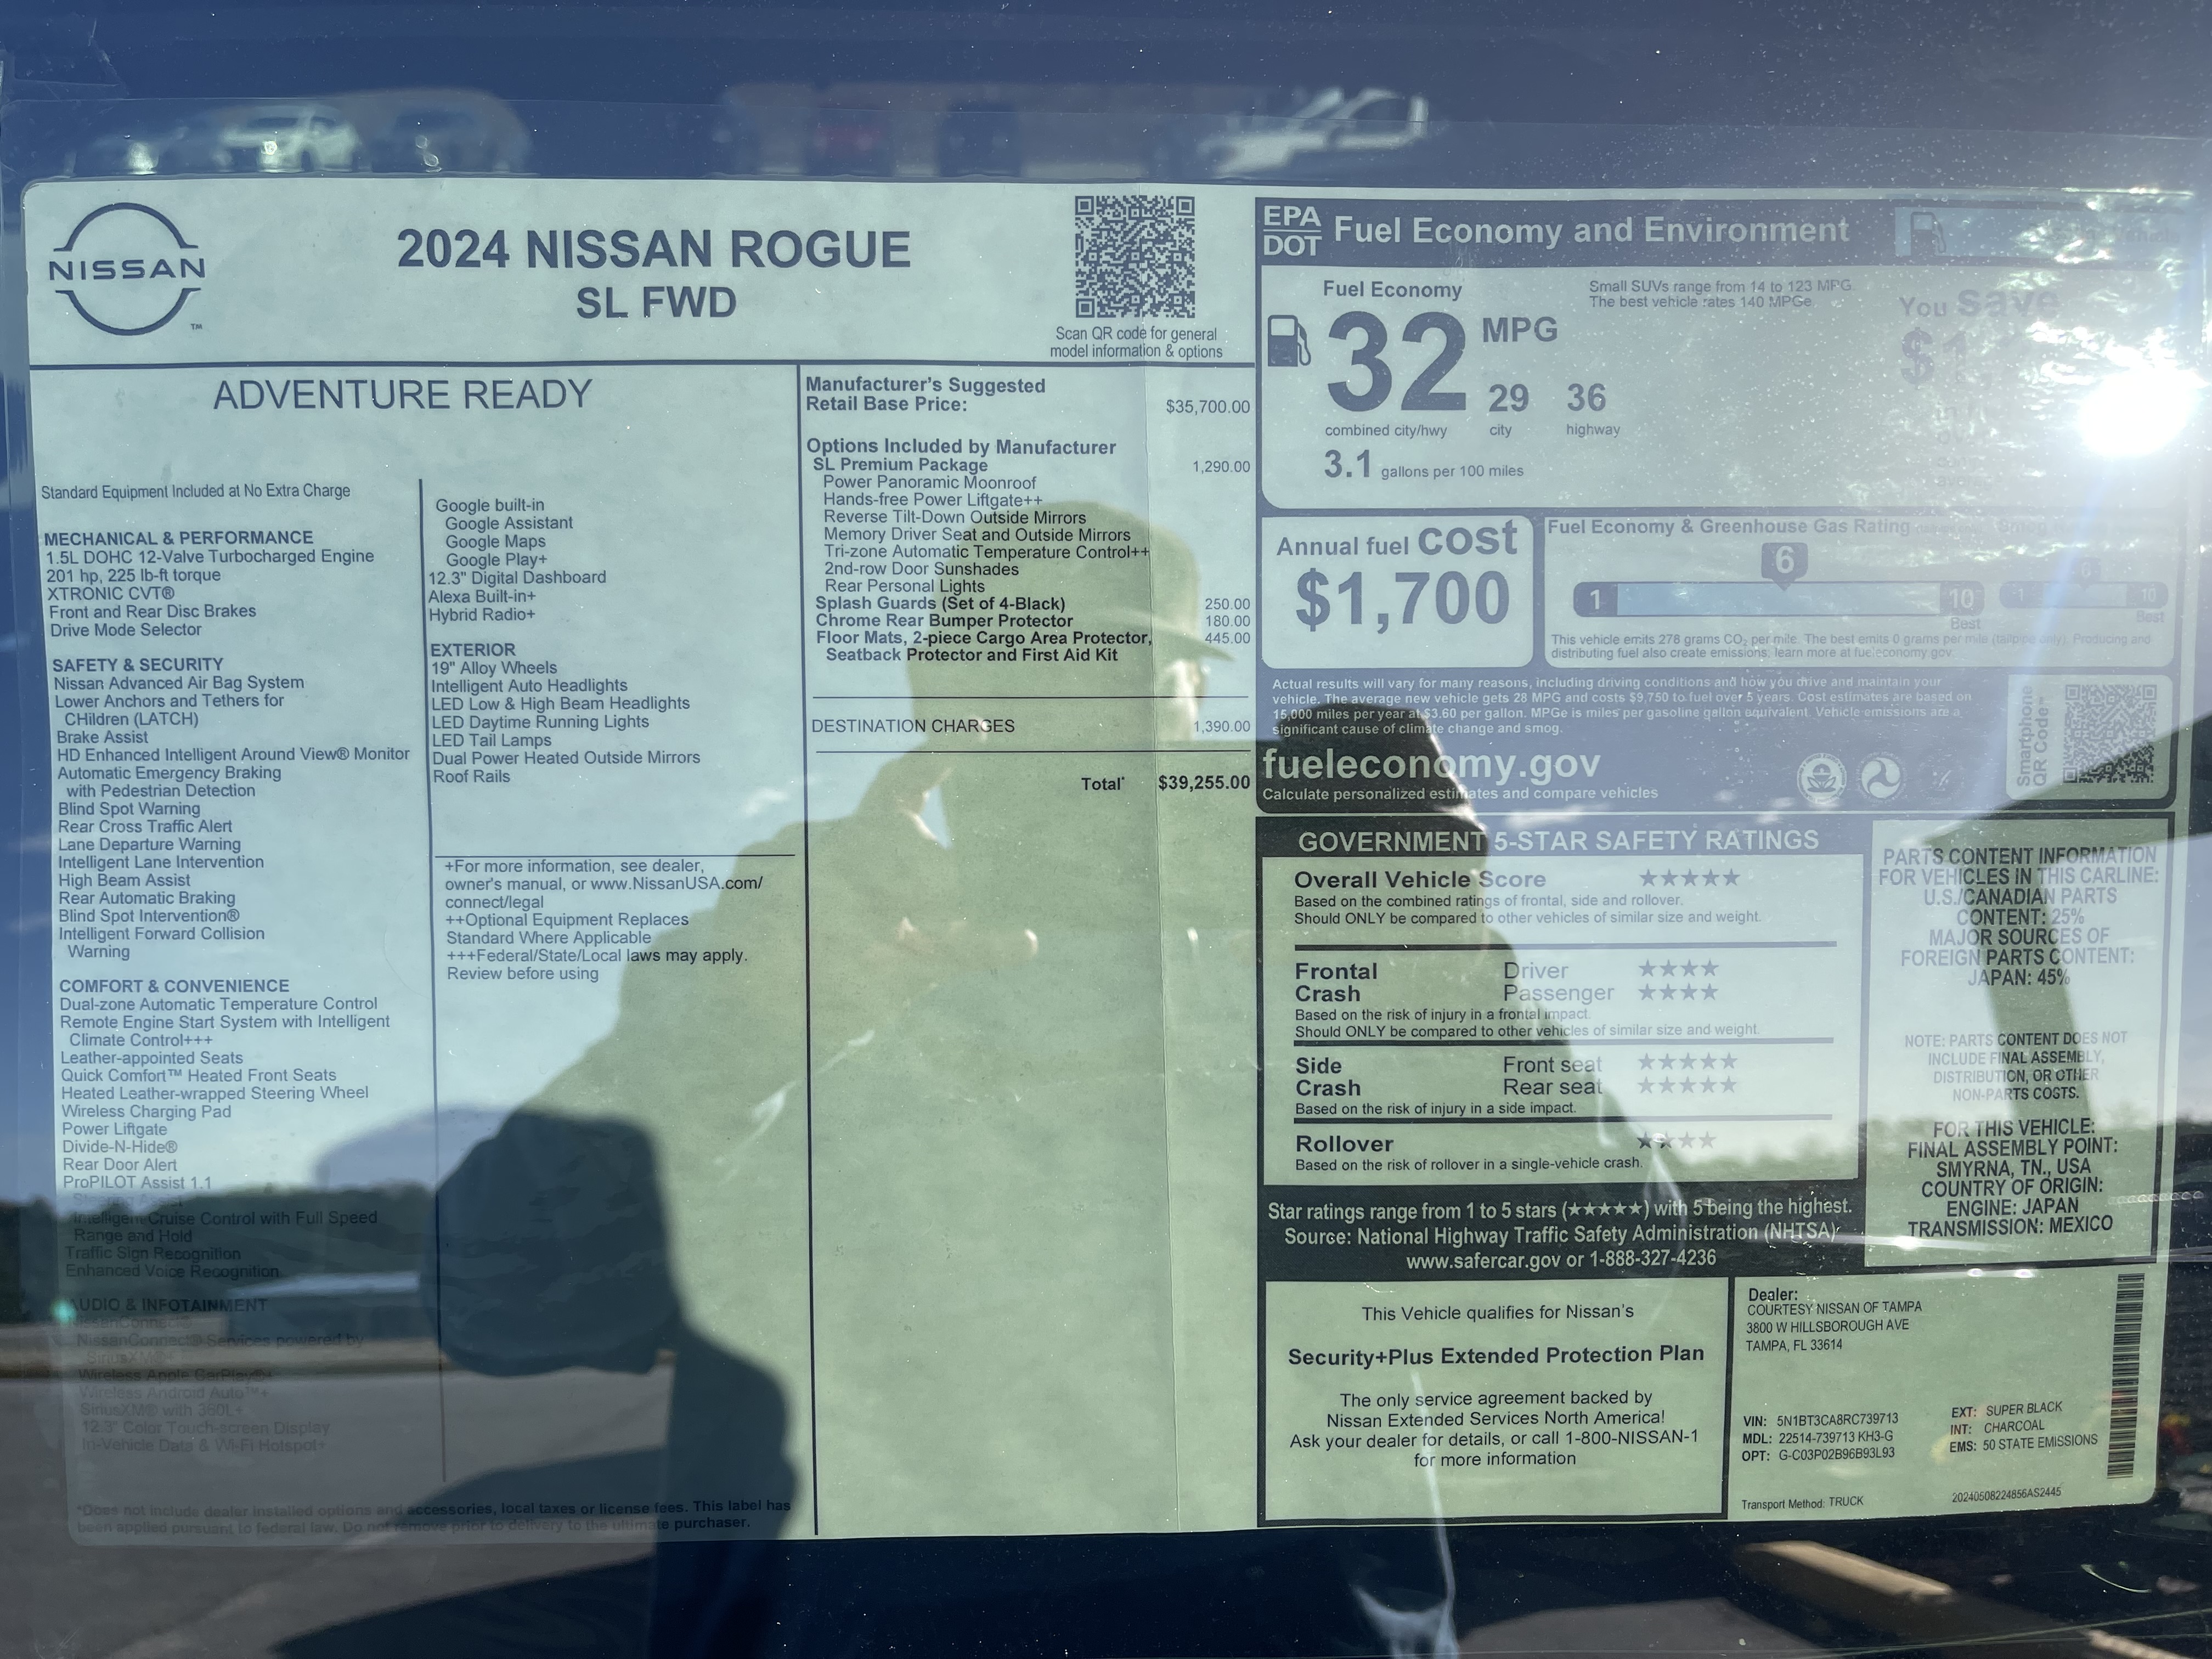 NISSAN
TM
2024 NISSAN ROGUE
SL FWD
Scan QR code for general
model information & options
ADVENTURE READY
Standard Equipment Included at No Extra Charge
MECHANICAL & PERFORMANCE
1.5L DOHC 12-Valve Turbocharged Engine
201 hp, 225 lb-ft torque
XTRONIC CVT®
Front and Rear Disc Brakes
Drive Mode Selector
SAFETY & SECURITY
Nissan Advanced Air Bag System
Lower Anchors and Tethers for
CHildren (LATCH)
Brake Assist
HD Enhanced Intelligent Around View® Monitor
Automatic Emergency Braking
with Pedestrian Detection
Blind Spot Warning
Rear Cross Traffic Alert
Lane Departure Warning
Intelligent Lane Intervention
High Beam Assist
Rear Automatic Braking
Blind Spot Intervention®
Intelligent Forward Collision
Warning
COMFORT & CONVENIENCE
Dual-zone Automatic Temperature Control
Remote Engine Start System with Intelligent
Climate Control+++
Leather-appointed Seats
Quick Comfort™ Heated Front Seats
Heated Leather-wrapped Steering Wheel
Wireless Charging Pad
Power Liftgate
Divide-N-Hide®
Rear Door Alert
ProPILOT Assist 1.1
Steering Assist
Intelligent Cruise Control with Full Speed
Range and Hold
Traffic Sign Recognition
Enhanced Voice Recognition
AUDIO & INFOTAINMENT
NissanConnect®
NissanConnect® Services powered by
SiriusXM®+
Wireless Apple CarPlay®+
Wireless Android Auto™+
SiriusXM® with 360L+
12.3" Color Touch-screen Display
In-Vehicle Data & Wi-Fi Hotspot+
Google built-in
Google Assistant
Google Maps
Google Play+
12.3" Digital Dashboard
Alexa Built-in+
Hybrid Radio+
EXTERIOR
19" Alloy Wheels
Intelligent Auto Headlights
LED Low & High Beam Headlights
LED Daytime Running Lights
LED Tail Lamps
Dual Power Heated Outside Mirrors
Roof Rails
+For more information, see dealer,
owner's manual, or www.NissanUSA.com/
connect/legal
++Optional Equipment Replaces
Standard Where Applicable
+++Federal/State/Local laws may apply.
Review before using
*Does not include dealer installed options and accessories, local taxes or license fees. This label has
been applied pursuant to federal law. Do not remove prior to delivery to the ultimate purchaser.
Manufacturer's Suggested
Retail Base Price: $35,700.00
Options Included by Manufacturer
SL Premium Package 1,290.00
Power Panoramic Moonroof
Hands-free Power Liftgate++
Reverse Tilt-Down Outside Mirrors
Memory Driver Seat and Outside Mirrors
Tri-zone Automatic Temperature Control++
2nd-row Door Sunshades
Rear Personal Lights
Splash Guards (Set of 4-Black) 250.00
Chrome Rear Bumper Protector 180.00
Floor Mats, 2-piece Cargo Area Protector, 445.00
Seatback Protector and First Aid Kit
DESTINATION CHARGES 1,390.00
Total* $39,255.00
EPA
DOT
Fuel Economy and Environment
Fuel Economy
Small SUVs range from 14 to 123 MPG.
The best vehicle rates 140 MPGe.
32 MPG
29 36
combined city/hwy city highway
3.1 gallons per 100 miles
You save
$1,
Annual fuel cost
$1,700
Fuel Economy & Greenhouse Gas Rating
6
1 10
Best
1 10
Best
This vehicle emits 278 grams CO2 per mile. The best emits 0 grams per mile (tailpipe only). Producing and
distributing fuel also create emissions; learn more at fueleconomy.gov.
Actual results will vary for many reasons, including driving conditions and how you drive and maintain your
vehicle. The average new vehicle gets 28 MPG and costs $9,750 to fuel over 5 years. Cost estimates are based on
15,000 miles per year at $3.60 per gallon. MPGe is miles per gasoline gallon equivalent. Vehicle emissions are a
significant cause of climate change and smog.
fueleconomy.gov
Calculate personalized estimates and compare vehicles
Smartphone
QR Code™
GOVERNMENT 5-STAR SAFETY RATINGS
Overall Vehicle Score ★★★★★
Based on the combined ratings of frontal, side and rollover.
Should ONLY be compared to other vehicles of similar size and weight.
Frontal Driver ★★★★
Crash Passenger ★★★★
Based on the risk of injury in a frontal impact.
Should ONLY be compared to other vehicles of similar size and weight.
Side Front seat ★★★★★
Crash Rear seat ★★★★★
Based on the risk of injury in a side impact.
Rollover ★★★★
Based on the risk of rollover in a single-vehicle crash.
Star ratings range from 1 to 5 stars (★★★★★) with 5 being the highest.
Source: National Highway Traffic Safety Administration (NHTSA)
www.safercar.gov or 1-888-327-4236
PARTS CONTENT INFORMATION
FOR VEHICLES IN THIS CARLINE:
U.S./CANADIAN PARTS
CONTENT: 25%
MAJOR SOURCES OF
FOREIGN PARTS CONTENT:
JAPAN: 45%
NOTE: PARTS CONTENT DOES NOT
INCLUDE FINAL ASSEMBLY,
DISTRIBUTION, OR OTHER
NON-PARTS COSTS.
FOR THIS VEHICLE:
FINAL ASSEMBLY POINT:
SMYRNA, TN., USA
COUNTRY OF ORIGIN:
ENGINE: JAPAN
TRANSMISSION: MEXICO
This Vehicle qualifies for Nissan's
Security+Plus Extended Protection Plan
The only service agreement backed by
Nissan Extended Services North America!
Ask your dealer for details, or call 1-800-NISSAN-1
for more information
Dealer:
COURTESY NISSAN OF TAMPA
3800 W HILLSBOROUGH AVE
TAMPA, FL 33614
VIN: 5N1BT3CA8RC739713
MDL: 22514-739713 KH3-G
OPT: G-C03P02B96B93L93
EXT: SUPER BLACK
INT: CHARCOAL
EMS: 50 STATE EMISSIONS
Transport Method: TRUCK
20240508224856AS2445